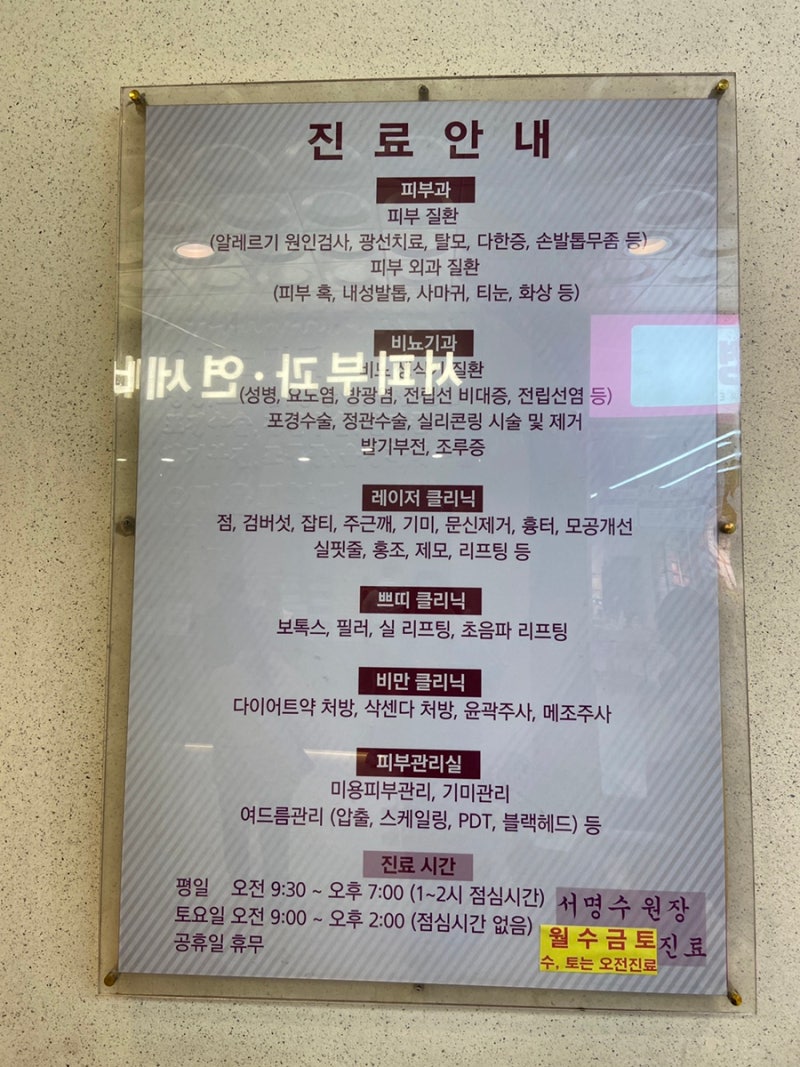 진료안내
피부과
피부 질환
(알레르기 원인검사, 광선치료, 탈모, 다한증, 손발톱무좀 등)
피부 외과 질환
(피부 혹, 내성발톱, 사마귀, 티눈, 화상 등)
비뇨기과
질환
(성병, 요도염, 방광염, 전립선 비대증, 전립선염 등)
포경수술, 정관수술, 실리콘링 시술 및 제거
발기부전, 조루증
레이저 클리닉
점, 검버섯, 잡티, 주근깨, 기미, 문신제거, 흉터, 모공개선
실핏줄, 홍조, 제모, 리프팅 등
쁘띠 클리닉
보톡스, 필러, 실 리프팅, 초음파 리프팅
비만 클리닉
다이어트약 처방, 삭센다 처방, 윤곽주사, 메조주사
피부관리실
미용피부관리, 기미관리
여드름관리 (압출, 스케일링, PDT, 블랙헤드) 등
진료 시간
평일 오전 9:30 ~ 오후 7:00 (1~2시 점심시간)
토요일 오전 9:00 ~ 오후 2:00 (점심시간 없음)
공휴일 휴무
서명수 원장
월수금토 진료
수, 토는 오전진료
서피부과·연세